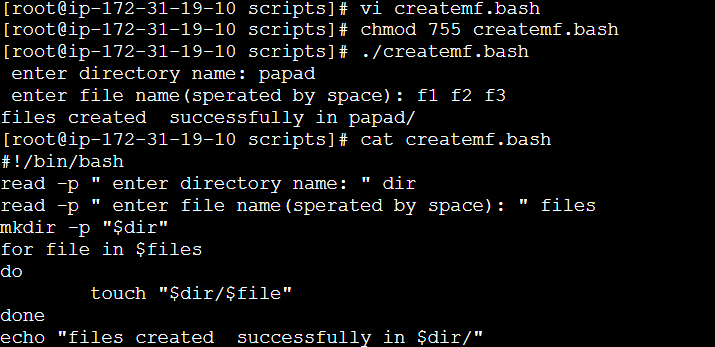 [root@ip-172-31-19-10 scripts]# vi createmf.bash
[root@ip-172-31-19-10 scripts]# chmod 755 createmf.bash
[root@ip-172-31-19-10 scripts]# ./createmf.bash
 enter directory name: papad
 enter file name(sperated by space): f1 f2 f3
files created  successfully in papad/
[root@ip-172-31-19-10 scripts]# cat createmf.bash
#!/bin/bash
read -p " enter directory name: " dir
read -p " enter file name(sperated by space): " files
mkdir -p "$dir"
for file in $files
do
        touch "$dir/$file"
done
echo "files created  successfully in $dir/"